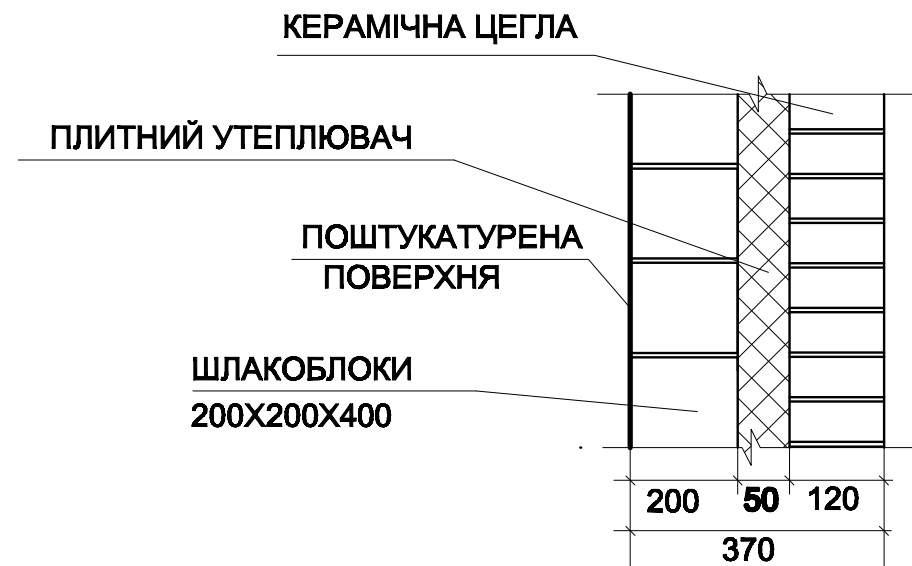 КЕРАМІЧНА ЦЕГЛА
ПЛИТНИЙ УТЕПЛЮВАЧ
ПОШТУКАТУРЕНА
ПОВЕРХНЯ
ШЛАКОБЛОКИ
200Х200Х400
200 50 120
370